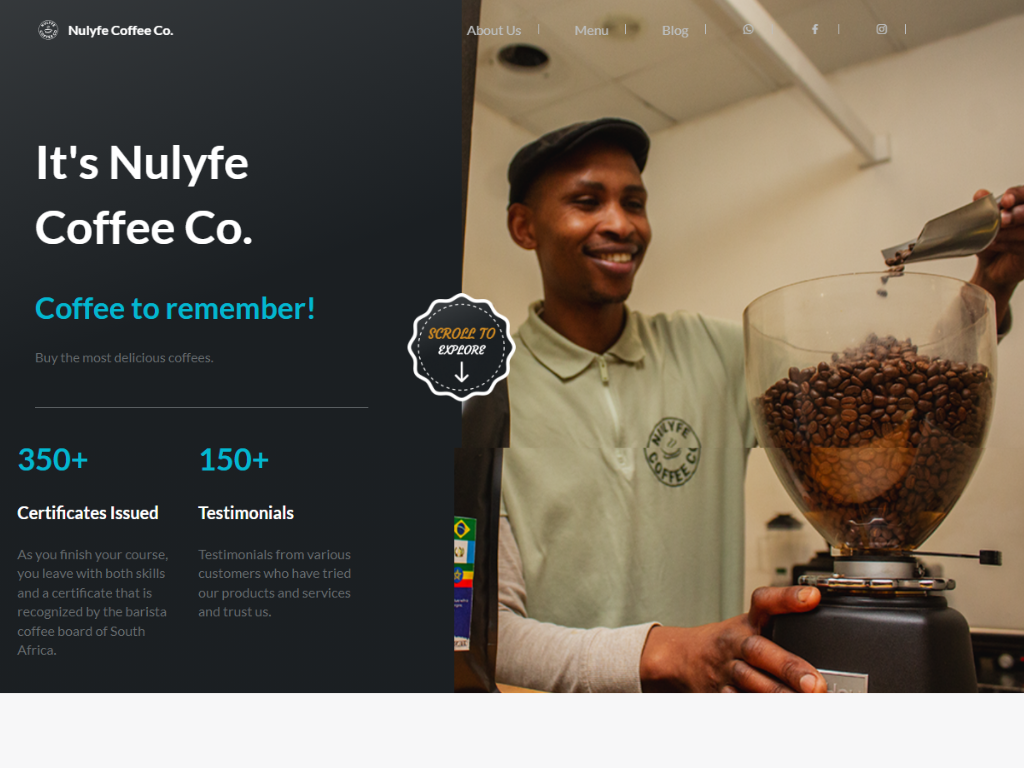 Nulyfe Coffee Co.
About Us
Menu
Blog
It's Nulyfe
Coffee Co.
Coffee to remember!
Buy the most delicious coffees.
SCROLL TO
EXPLORE
NULYFE
COFFEE CO
350+
150+
Certificates Issued
Testimonials
As you finish your course,
you leave with both skills
and a certificate that is
recognized by the barista
coffee board of South
Africa.
Testimonials from various
customers who have tried
our products and services
and trust us.